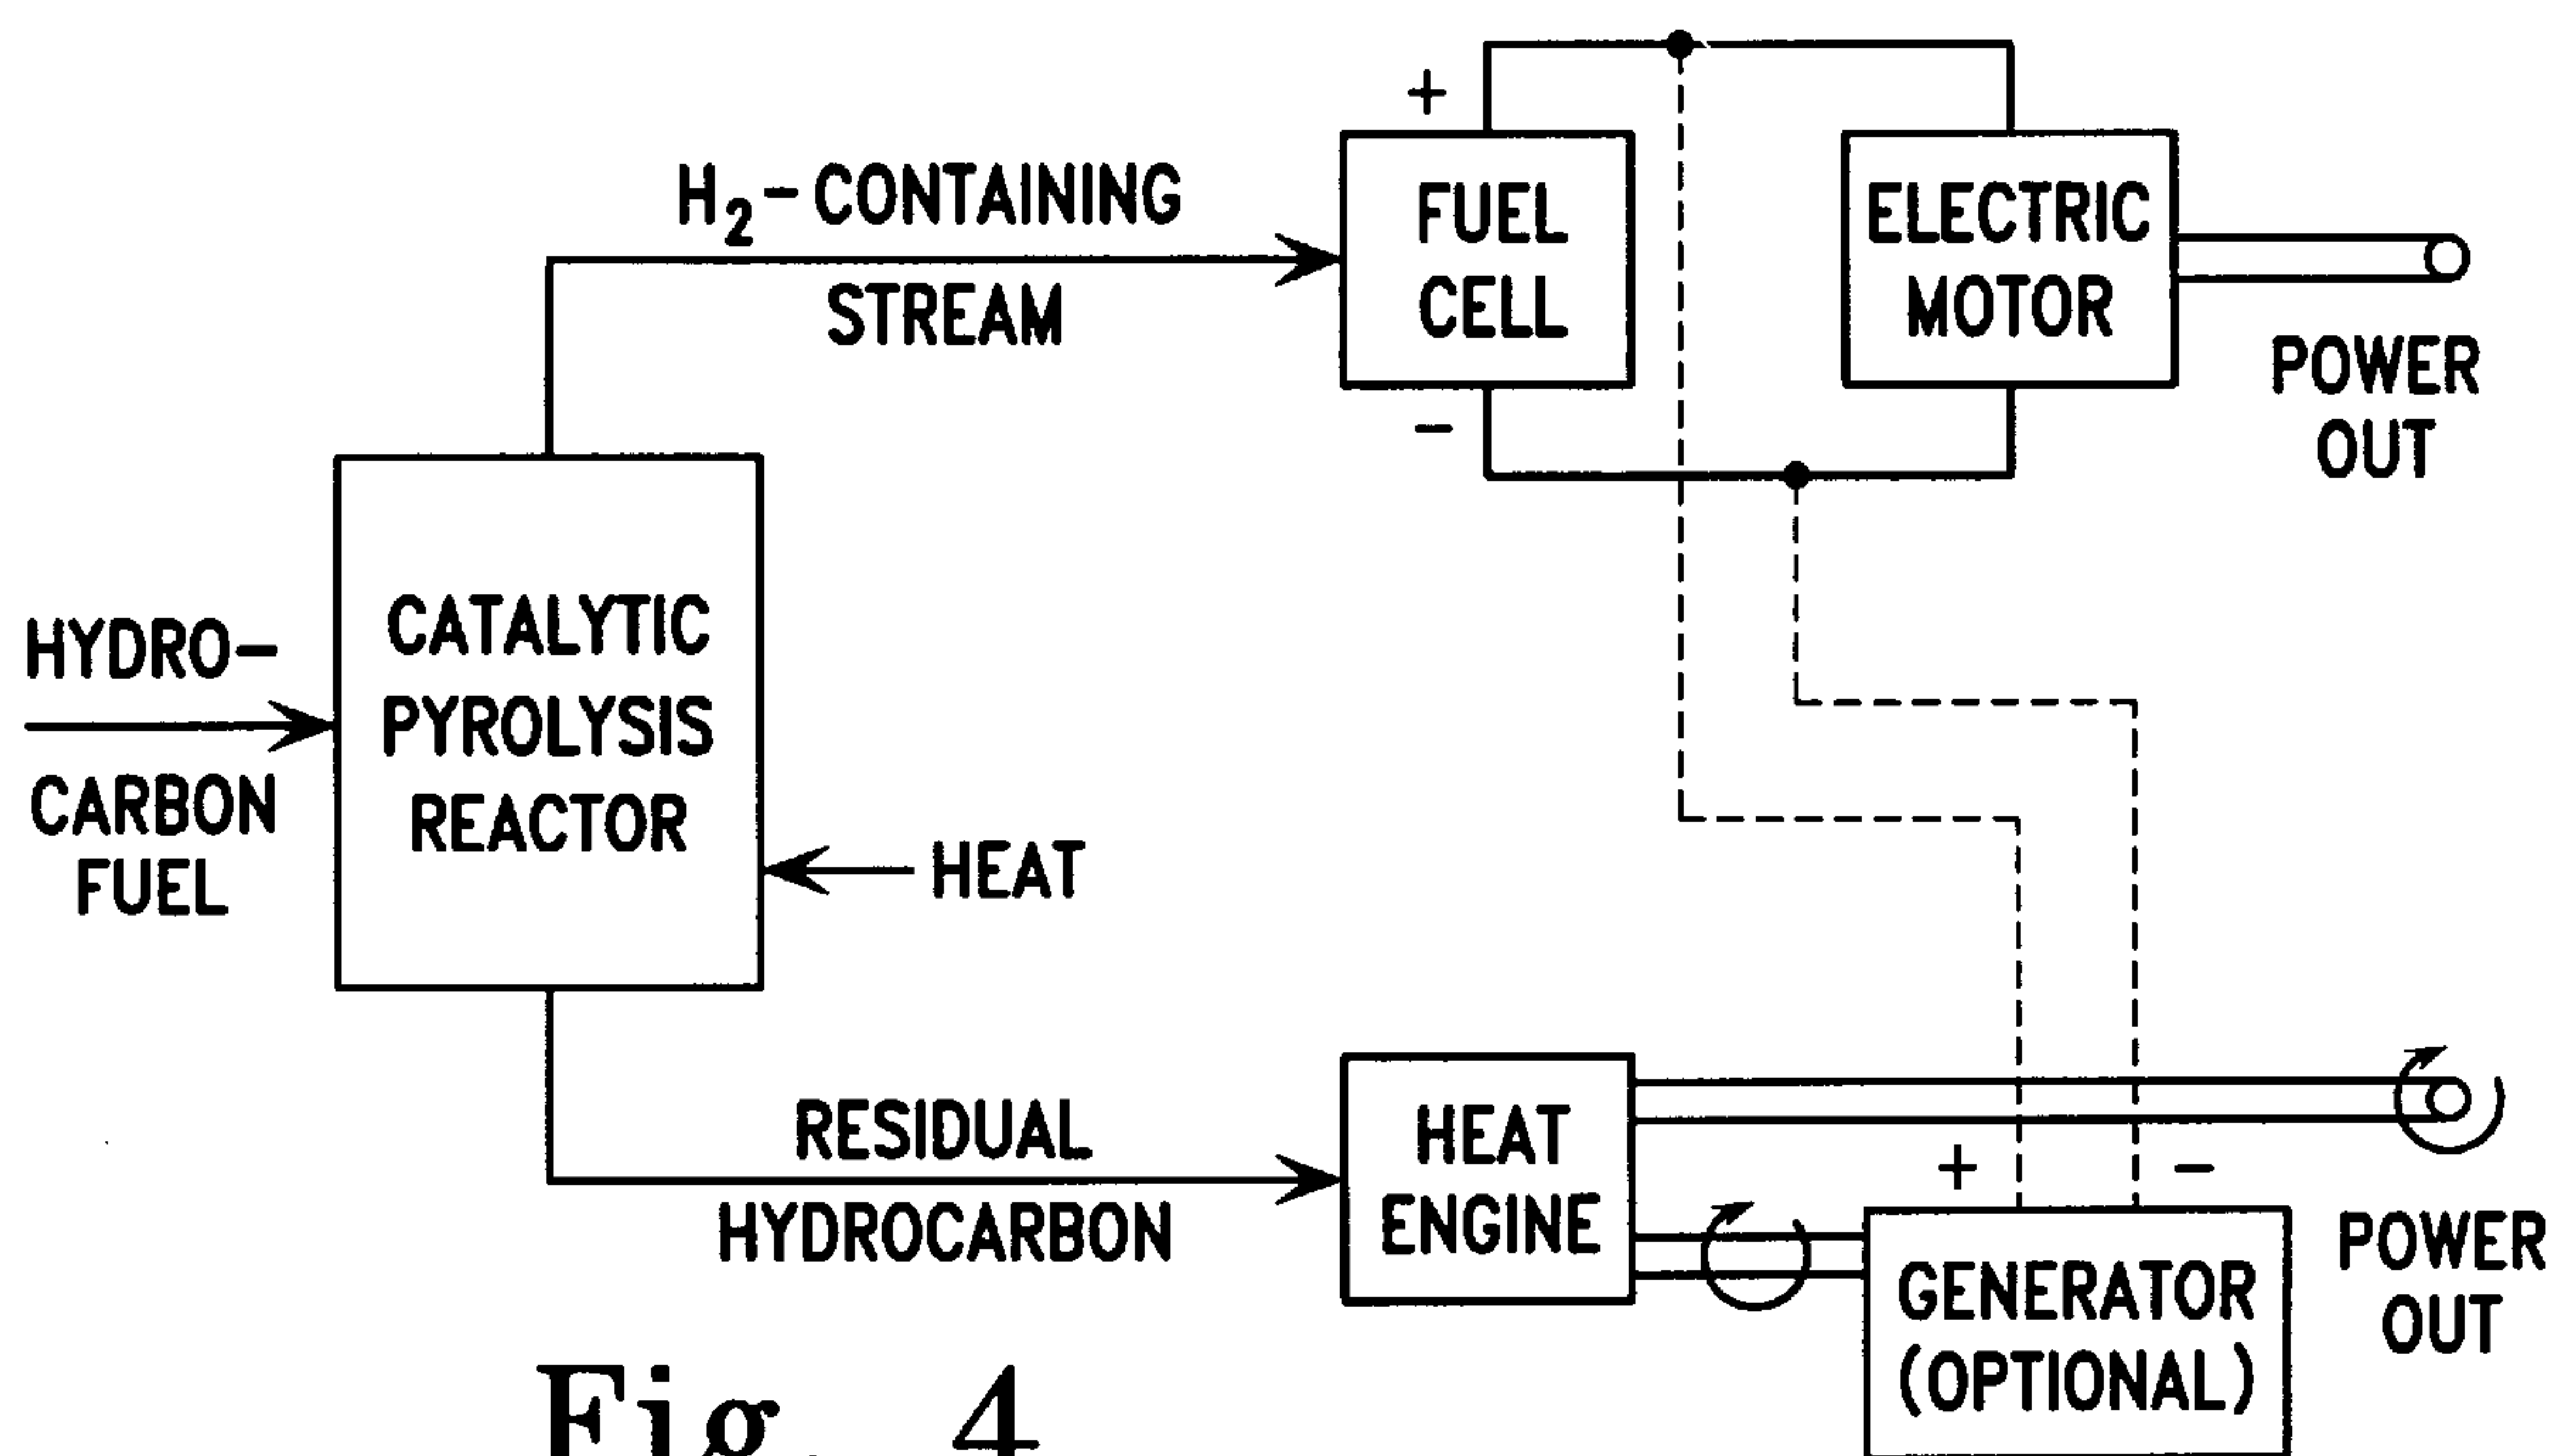 +
H2-CONTAINING
STREAM
FUEL
CELL
-
ELECTRIC
MOTOR
POWER
OUT
HYDRO-
CARBON
FUEL
CATALYTIC
PYROLYSIS
REACTOR
HEAT
RESIDUAL
HYDROCARBON
HEAT
ENGINE
+ -
GENERATOR
(OPTIONAL)
POWER
OUT
Fig. 4